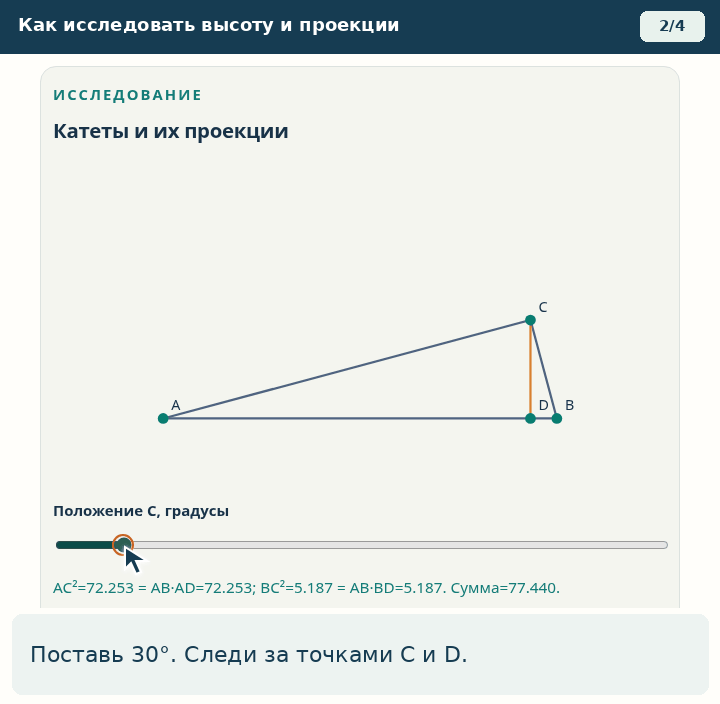 Как исследовать высоту и проекции
2/4
ИССЛЕДОВАНИЕ
Катеты и их проекции
C
A
D
B
Положение C, градусы
AC²=72.253 = AB·AD=72.253; BC²=5.187 = AB·BD=5.187. Сумма=77.440.
Поставь 30°. Следи за точками C и D.